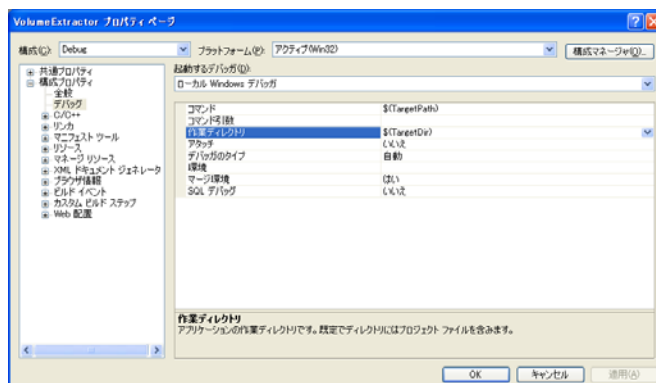 VolumeExtractor プロパティ ページ
構成(C): Debug プラットフォーム(P): アクティブ(Win32) 構成マネージャ(O)...
共通プロパティ
構成プロパティ
全般
デバッグ
C/C++
リンカ
マニフェスト ツール
リソース
マネージ リソース
XML ドキュメント ジェネレータ
ブラウザ情報
ビルド イベント
カスタム ビルド ステップ
Web 配置
起動するデバッガ(D):
ローカル Windows デバッガ
コマンド $(TargetPath)
コマンド引数
作業ディレクトリ $(TargetDir)
アタッチ いいえ
デバッガのタイプ 自動
環境
マージ環境 はい
SQL デバッグ いいえ
作業ディレクトリ
アプリケーションの作業ディレクトリです。既定でディレクトリにはプロジェクト ファイルを含みます。
OK キャンセル 適用(A)